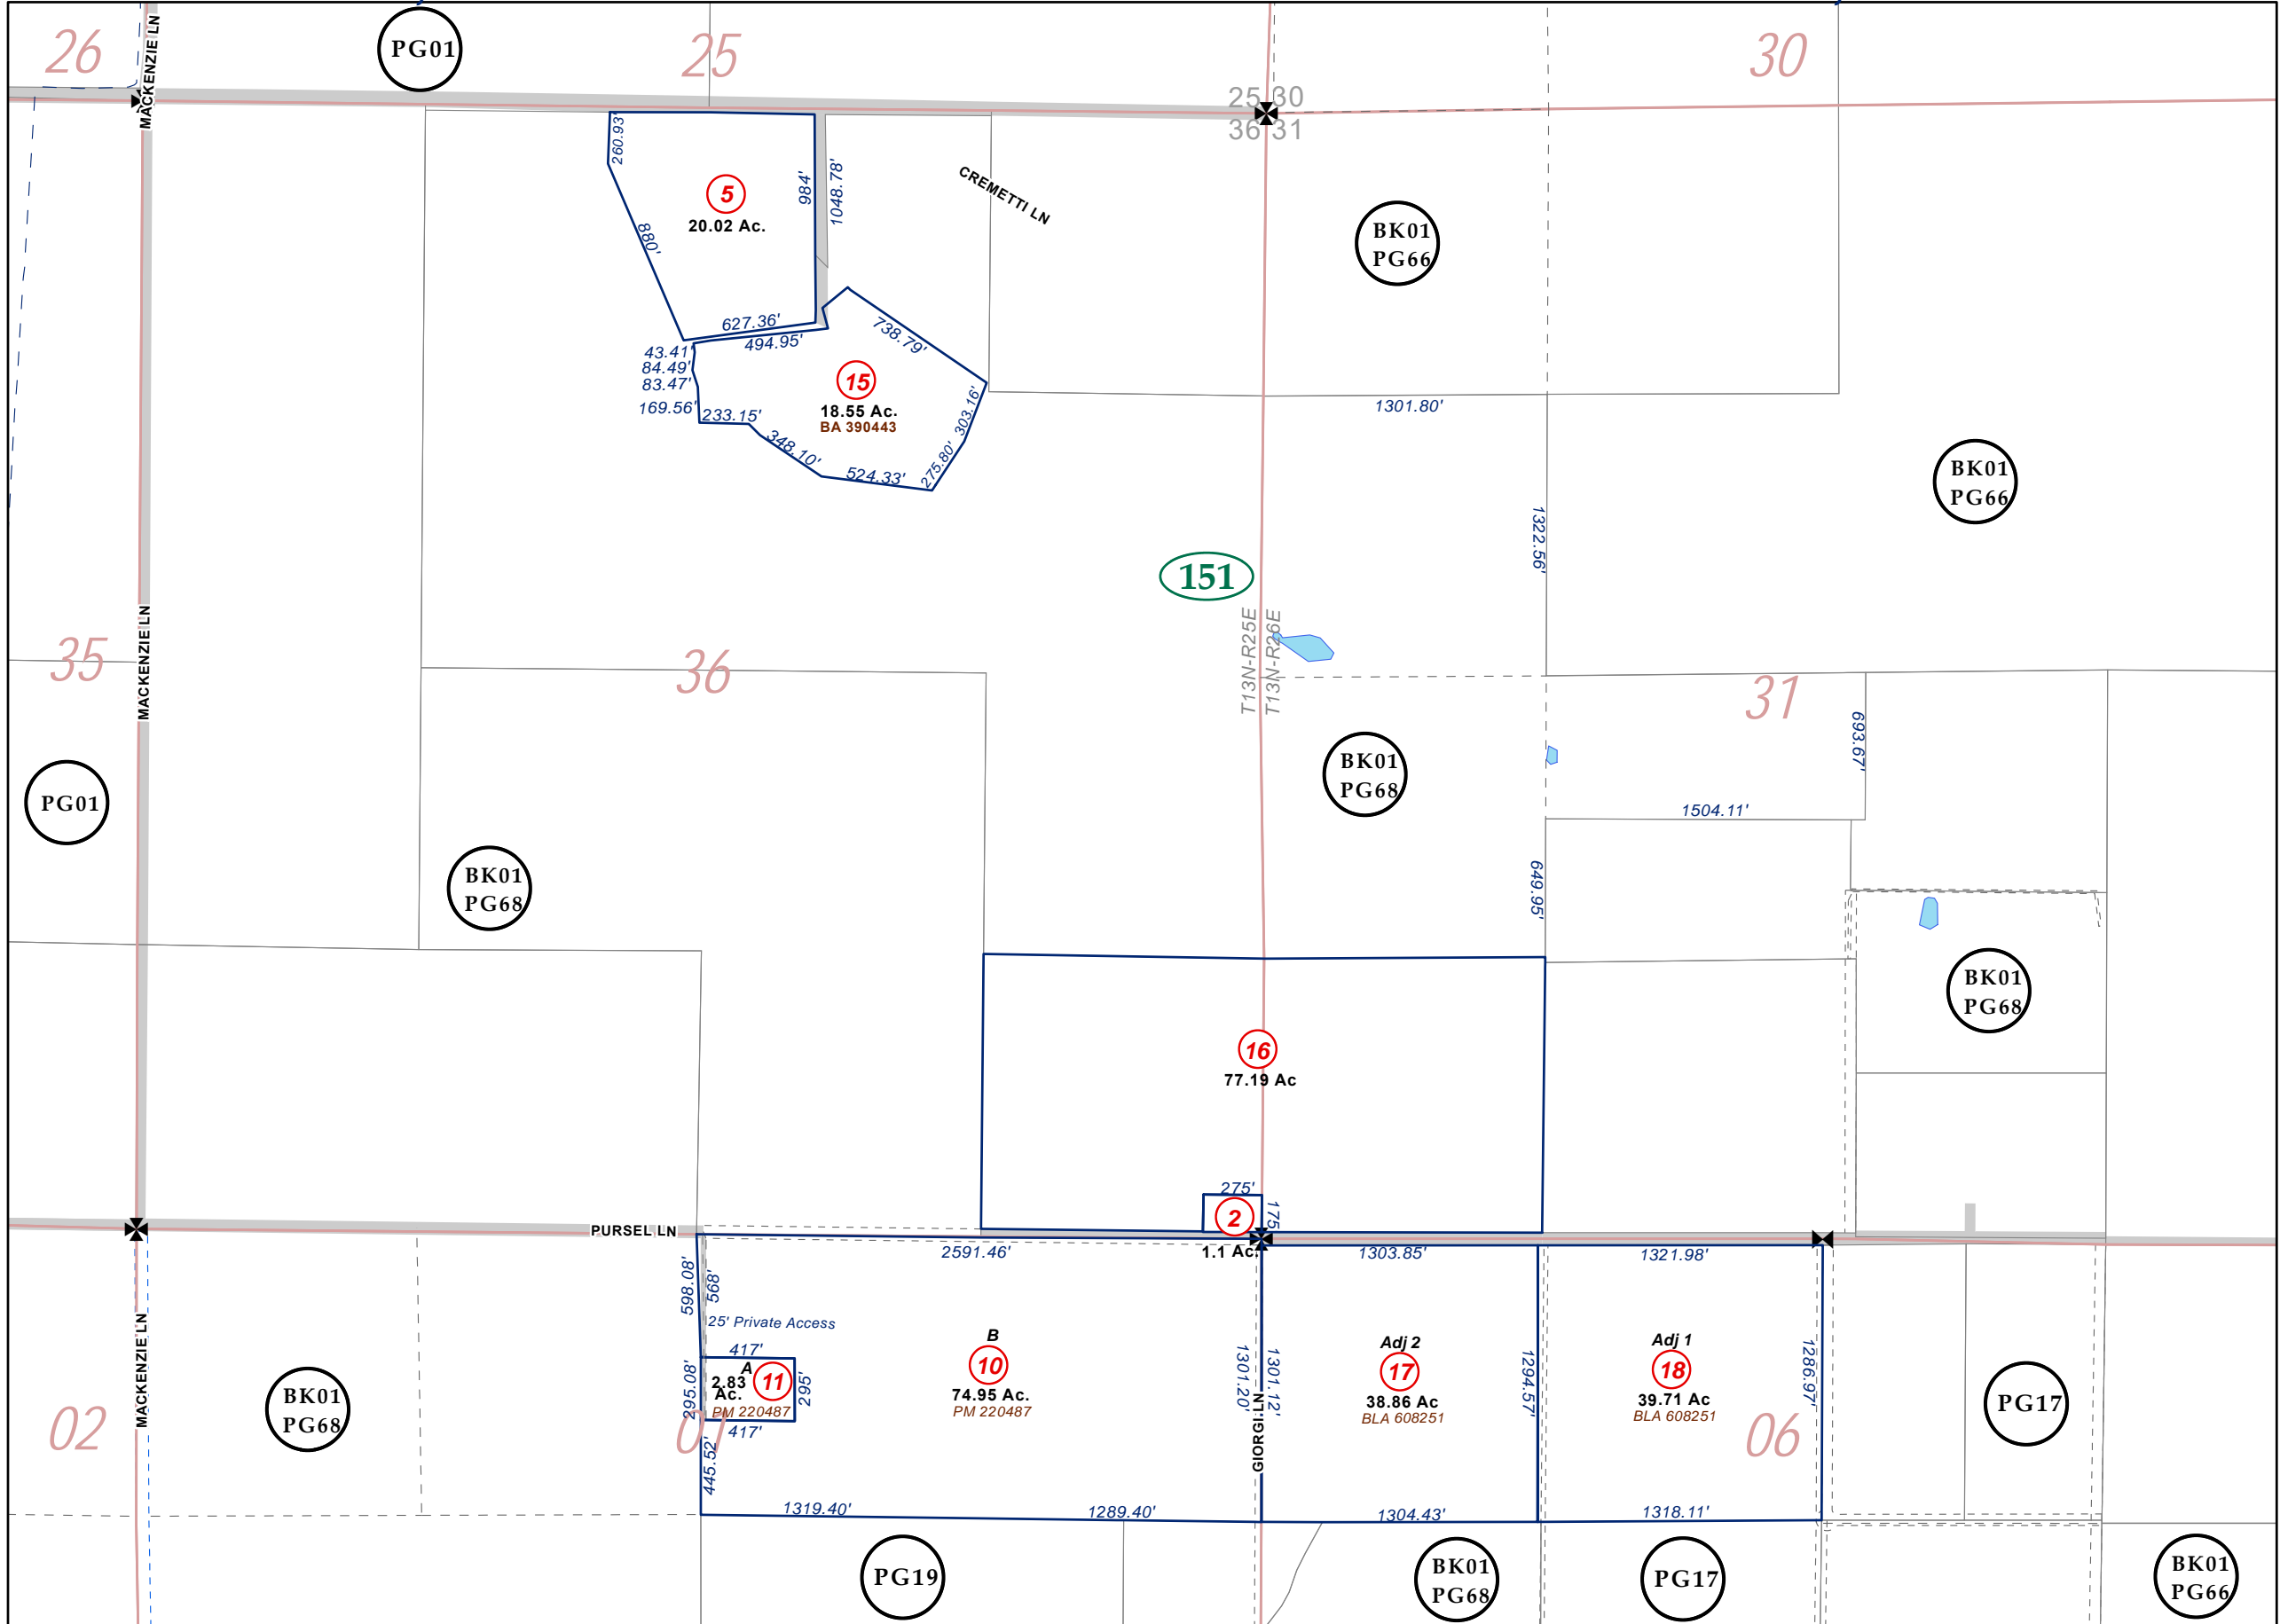 26
MACKENZIE LN
PG01
25
30
25 30
36 31
260.93'
5
20.02 Ac.
984'
1048.78'
CREMETTI LN
BK01
PG66
880'
627.36'
494.95'
738.79'
43.41'
84.49'
83.47'
169.56'
233.15'
15
18.55 Ac.
BA 390443
303.16'
348.10'
275.80'
524.33'
1301.80'
BK01
PG66
1322.56'
151
T13N-R25E
T13N-R26E
35
MACKENZIE LN
36
31
693.67'
PG01
BK01
PG68
1504.11'
BK01
PG68
649.95'
BK01
PG68
16
77.19 Ac
275'
2
175'
1.1 Ac.
PURSEL LN
2591.46'
1303.85'
1321.98'
598.08'
568'
25' Private Access
417'
A
2.83
Ac.
11
295'
PM 220487
295.08'
417'
445.52'
B
10
74.95 Ac.
PM 220487
1301.20'
1301.12'
GIORGI LN
Adj 2
17
38.86 Ac
BLA 608251
1294.57'
Adj 1
18
39.71 Ac
BLA 608251
1286.97'
MACKENZIE LN
02
BK01
PG68
01
06
PG17
1319.40'
1289.40'
1304.43'
1318.11'
PG19
BK01
PG68
PG17
BK01
PG66